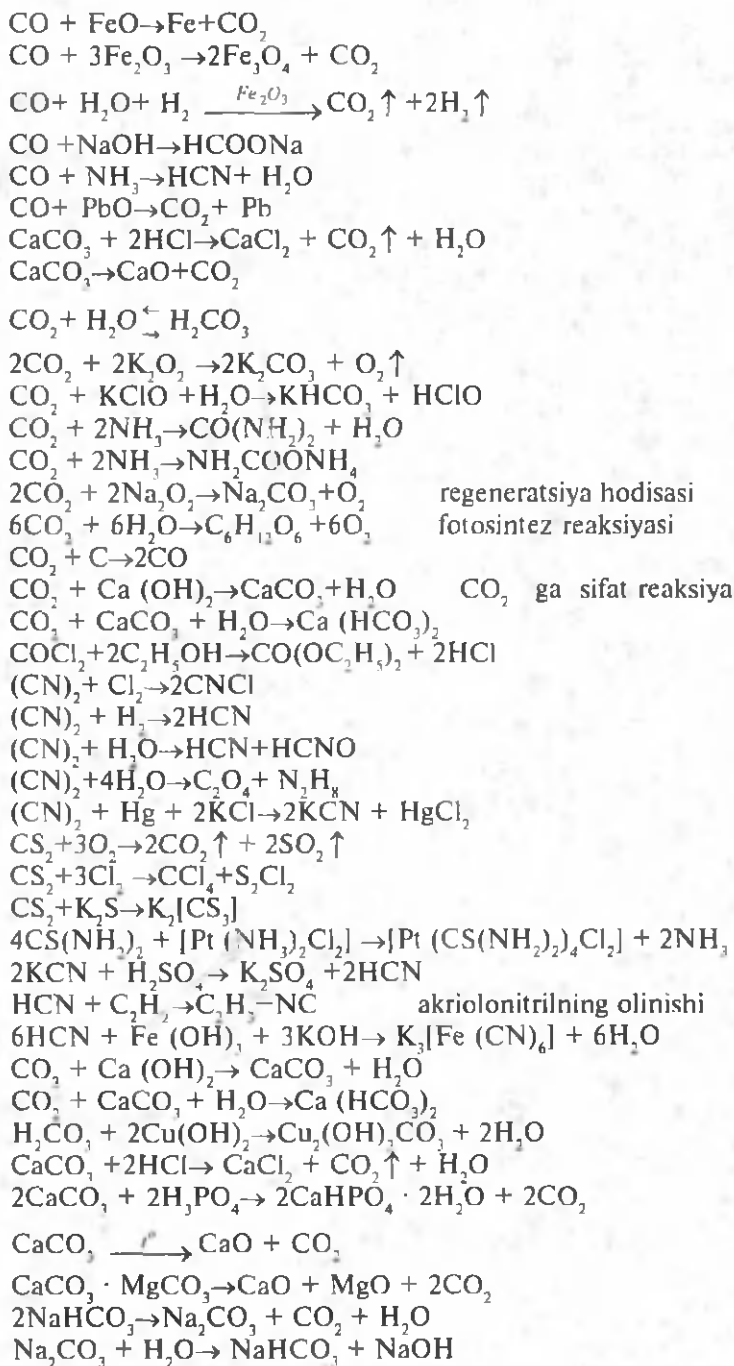 CO + FeO→Fe+CO₂
CO + 3Fe₂O₃ →2Fe₃O₄ + CO₂
CO+ H₂O+ H₂ —Fe₂O₃→ CO₂↑ +2H₂↑
CO +NaOH→HCOONa
CO + NH₃→HCN+ H₂O
CO+ PbO→CO₂+ Pb
CaCO₃ + 2HCl→CaCl₂ + CO₂↑ + H₂O
CaCO₃→CaO+CO₂
CO₂+ H₂O⇆ H₂CO₃
2CO₂ + 2K₂O₂ →2K₂CO₃ + O₂↑
CO₂ + KClO +H₂O→KHCO₃ + HClO
CO₂ + 2NH₃→CO(NH₂)₂ + H₂O
CO₂ + 2NH₃→NH₂COONH₄
2CO₂ + 2Na₂O₂→Na₂CO₃+O₂ regeneratsiya hodisasi
6CO₂ + 6H₂O→C₆H₁₂O₆ +6O₂ fotosintez reaksiyasi
CO₂ + C→2CO
CO₂ + Ca (OH)₂→CaCO₃+H₂O CO₂ ga sifat reaksiya
CO₂ + CaCO₃ + H₂O→Ca (HCO₃)₂
COCl₂+2C₂H₅OH→CO(OC₂H₅)₂ + 2HCl
(CN)₂+ Cl₂→2CNCl
(CN)₂ + H₂→2HCN
(CN)₂+ H₂O→HCN+HCNO
(CN)₂+4H₂O→C₂O₄+ N₂H₈
(CN)₂ + Hg + 2KCl→2KCN + HgCl₂
CS₂+3O₂→2CO₂↑ + 2SO₂↑
CS₂+3Cl₂ →CCl₄+S₂Cl₂
CS₂+K₂S→K₂[CS₃]
4CS(NH₂)₂ + [Pt (NH₃)₂Cl₂] →[Pt (CS(NH₂)₂)₄Cl₂] + 2NH₃
2KCN + H₂SO₄→ K₂SO₄ +2HCN
HCN + C₂H₂→C₂H₃–NC akriolonitrilning olinishi
6HCN + Fe (OH)₃ + 3KOH→ K₃[Fe (CN)₆] + 6H₂O
CO₂ + Ca (OH)₂→ CaCO₃ + H₂O
CO₂ + CaCO₃ + H₂O→Ca (HCO₃)₂
H₂CO₃ + 2Cu(OH)₂→Cu₂(OH)₂CO₃ + 2H₂O
CaCO₃ +2HCl→ CaCl₂ + CO₂↑ + H₂O
2CaCO₃ + 2H₃PO₄→ 2CaHPO₄ · 2H₂O + 2CO₂
CaCO₃ —t°→ CaO + CO₂
CaCO₃ · MgCO₃→CaO + MgO + 2CO₂
2NaHCO₃→Na₂CO₃ + CO₂ + H₂O
Na₂CO₃ + H₂O→ NaHCO₃ + NaOH